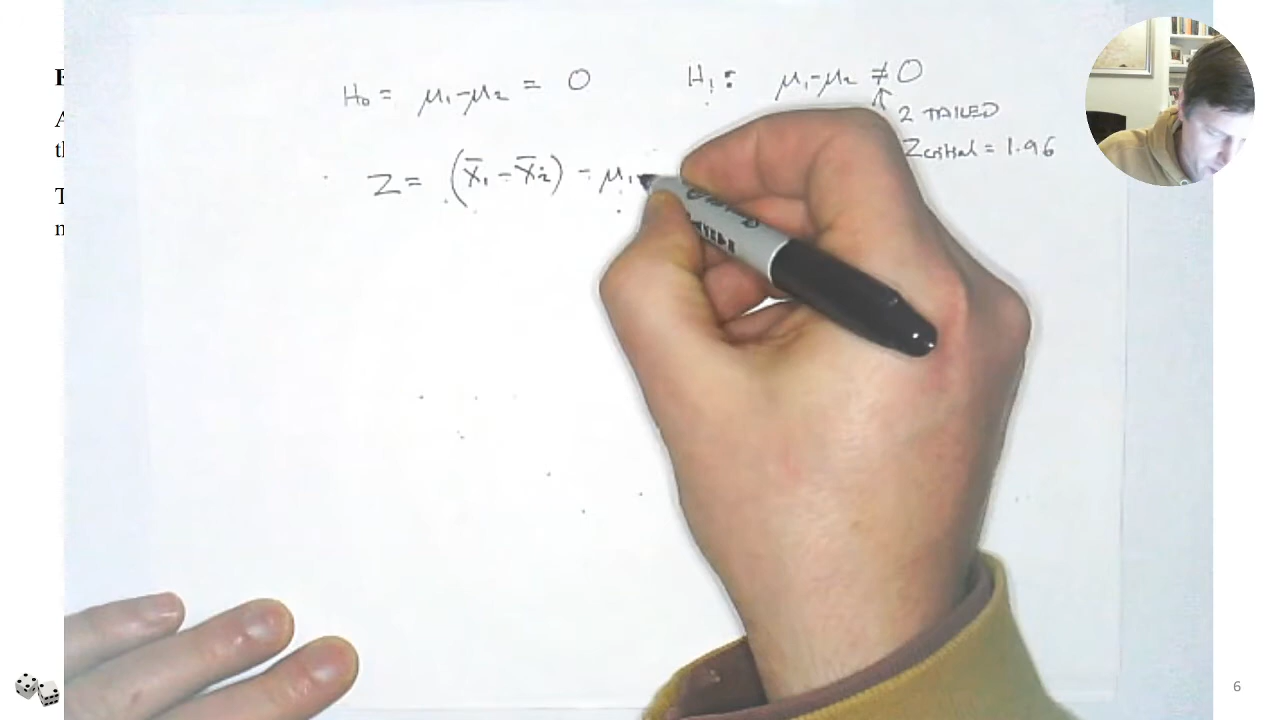 H₀ = μ₁-μ₂ = 0 H₁: μ₁-μ₂ ≠ 0
2 TAILED
Zcritical = 1.96
Z = (X̄₁ - X̄₂) - μ₁-
6